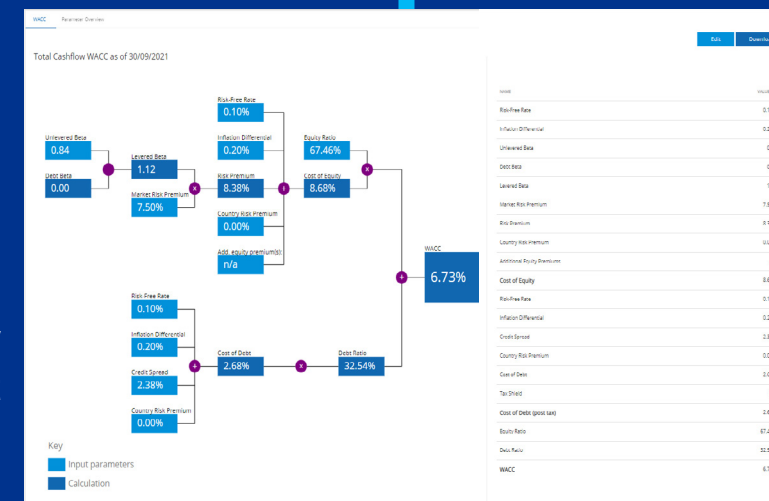 WACC
Parameter Overview
Edit
Total Cashflow WACC as of 30/09/2021
Risk-Free Rate
0.10%
Unlevered Beta
0.84
Inflation Differential
0.20%
Equity Ratio
67.46%
Levered Beta
1.12
Debt Beta
0.00
Risk Premium
8.38%
Cost of Equity
8.68%
Market Risk Premium
7.50%
Country Risk Premium
0.00%
Add. equity premium(s)
n/a
WACC
6.73%
Risk Free Rate
0.10%
Inflation Differential
0.20%
Cost of Debt
2.68%
Debt Ratio
32.54%
Credit Spread
2.38%
Country Risk Premium
0.00%
Key
Input parameters
Calculation
NAME
Risk-Free Rate
Inflation Differential
Unlevered Beta
Debt Beta
Levered Beta
Market Risk Premium
Risk Premium
Country Risk Premium
Additional Equity Premiums
Cost of Equity
Risk-Free Rate
Inflation Differential
Credit Spread
Country Risk Premium
Cost of Debt
Tax Shield
Cost of Debt (post tax)
Equity Ratio
Debt Ratio
WACC